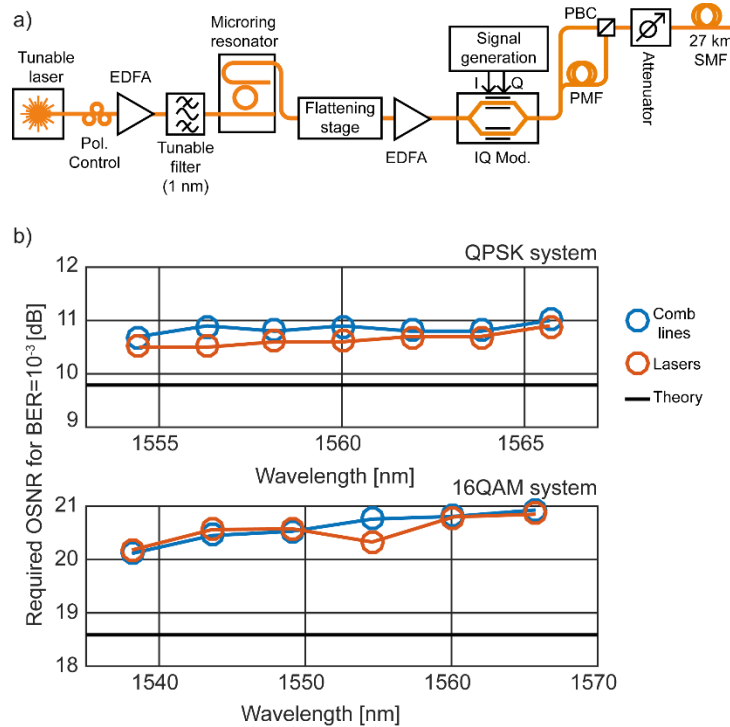 a)
Tunable
laser
Pol.
Control
EDFA
Tunable
filter
(1 nm)
Microring
resonator
Flattening
stage
EDFA
Signal
generation
I
Q
IQ Mod.
PBC
PMF
Attenuator
27 km
SMF
b)
QPSK system
Required OSNR for BER=10⁻³ [dB]
12
11
10
9
1555
1560
1565
Wavelength [nm]
Comb
lines
Lasers
Theory
16QAM system
21
20
19
18
1540
1550
1560
1570
Wavelength [nm]